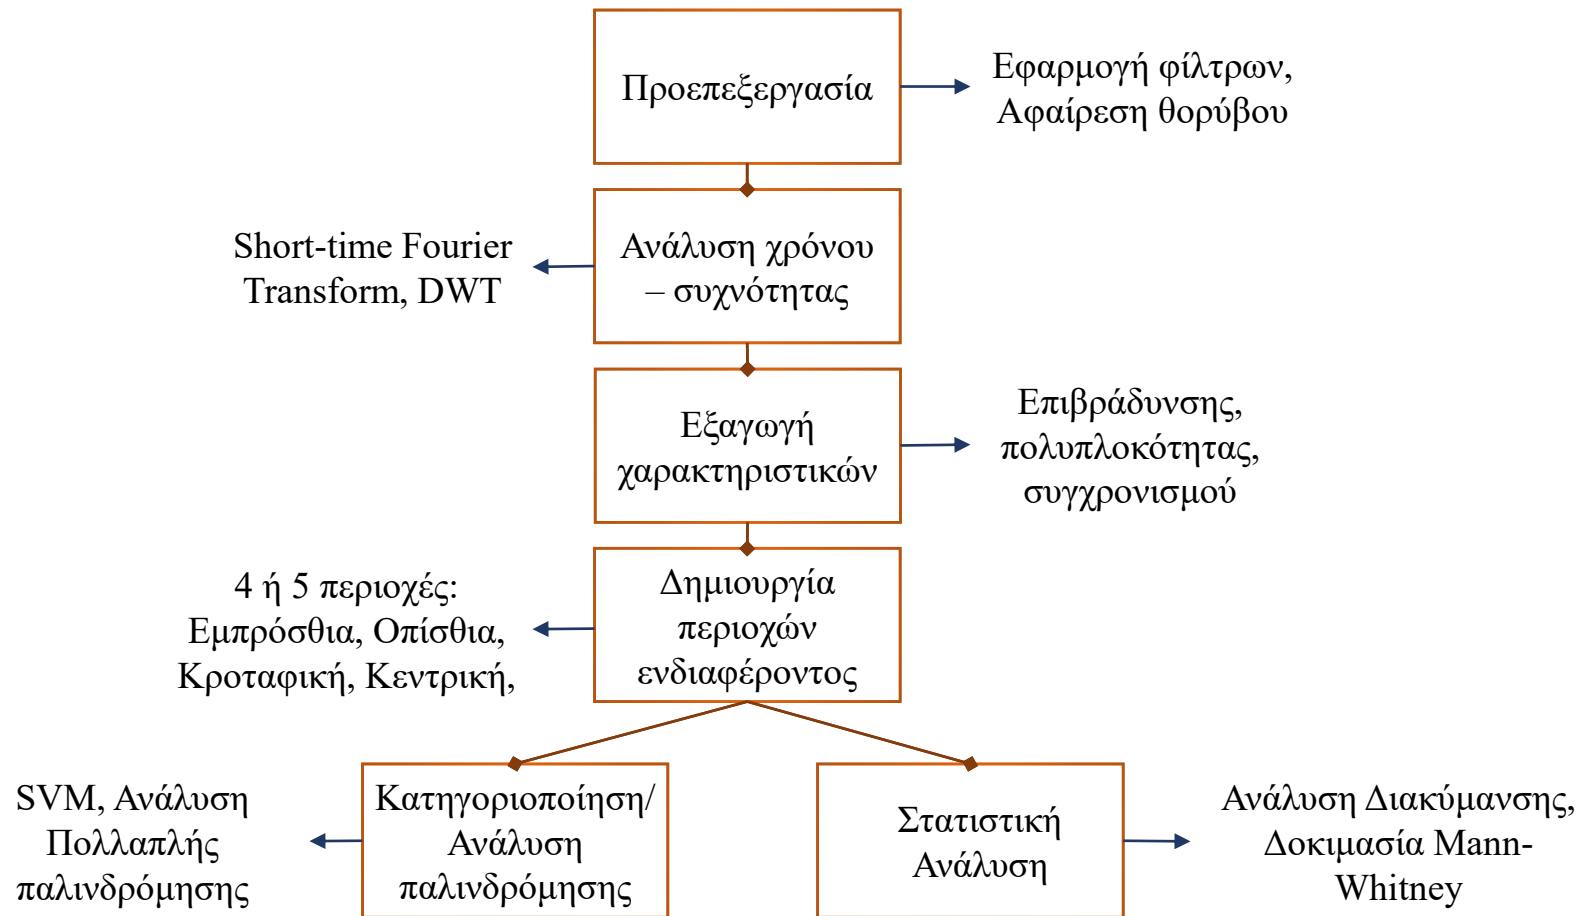 Προεπεξεργασία
Εφαρμογή φίλτρων,
Αφαίρεση θορύβου
Short-time Fourier
Transform, DWT
Ανάλυση χρόνου
– συχνότητας
Εξαγωγή
χαρακτηριστικών
Επιβράδυνσης,
πολυπλοκότητας,
συγχρονισμού
4 ή 5 περιοχές:
Εμπρόσθια, Οπίσθια,
Κροταφική, Κεντρική,
Δημιουργία
περιοχών
ενδιαφέροντος
SVM, Ανάλυση
Πολλαπλής
παλινδρόμησης
Κατηγοριοποίηση/
Ανάλυση
παλινδρόμησης
Στατιστική
Ανάλυση
Ανάλυση Διακύμανσης,
Δοκιμασία Mann-
Whitney